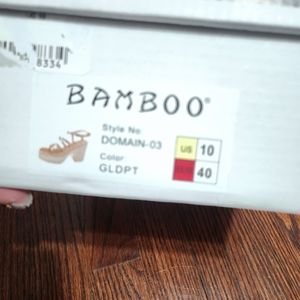 8334
BAMBOO®
Style No:
DOMAIN-03
Color
GLDPT
US 10
40